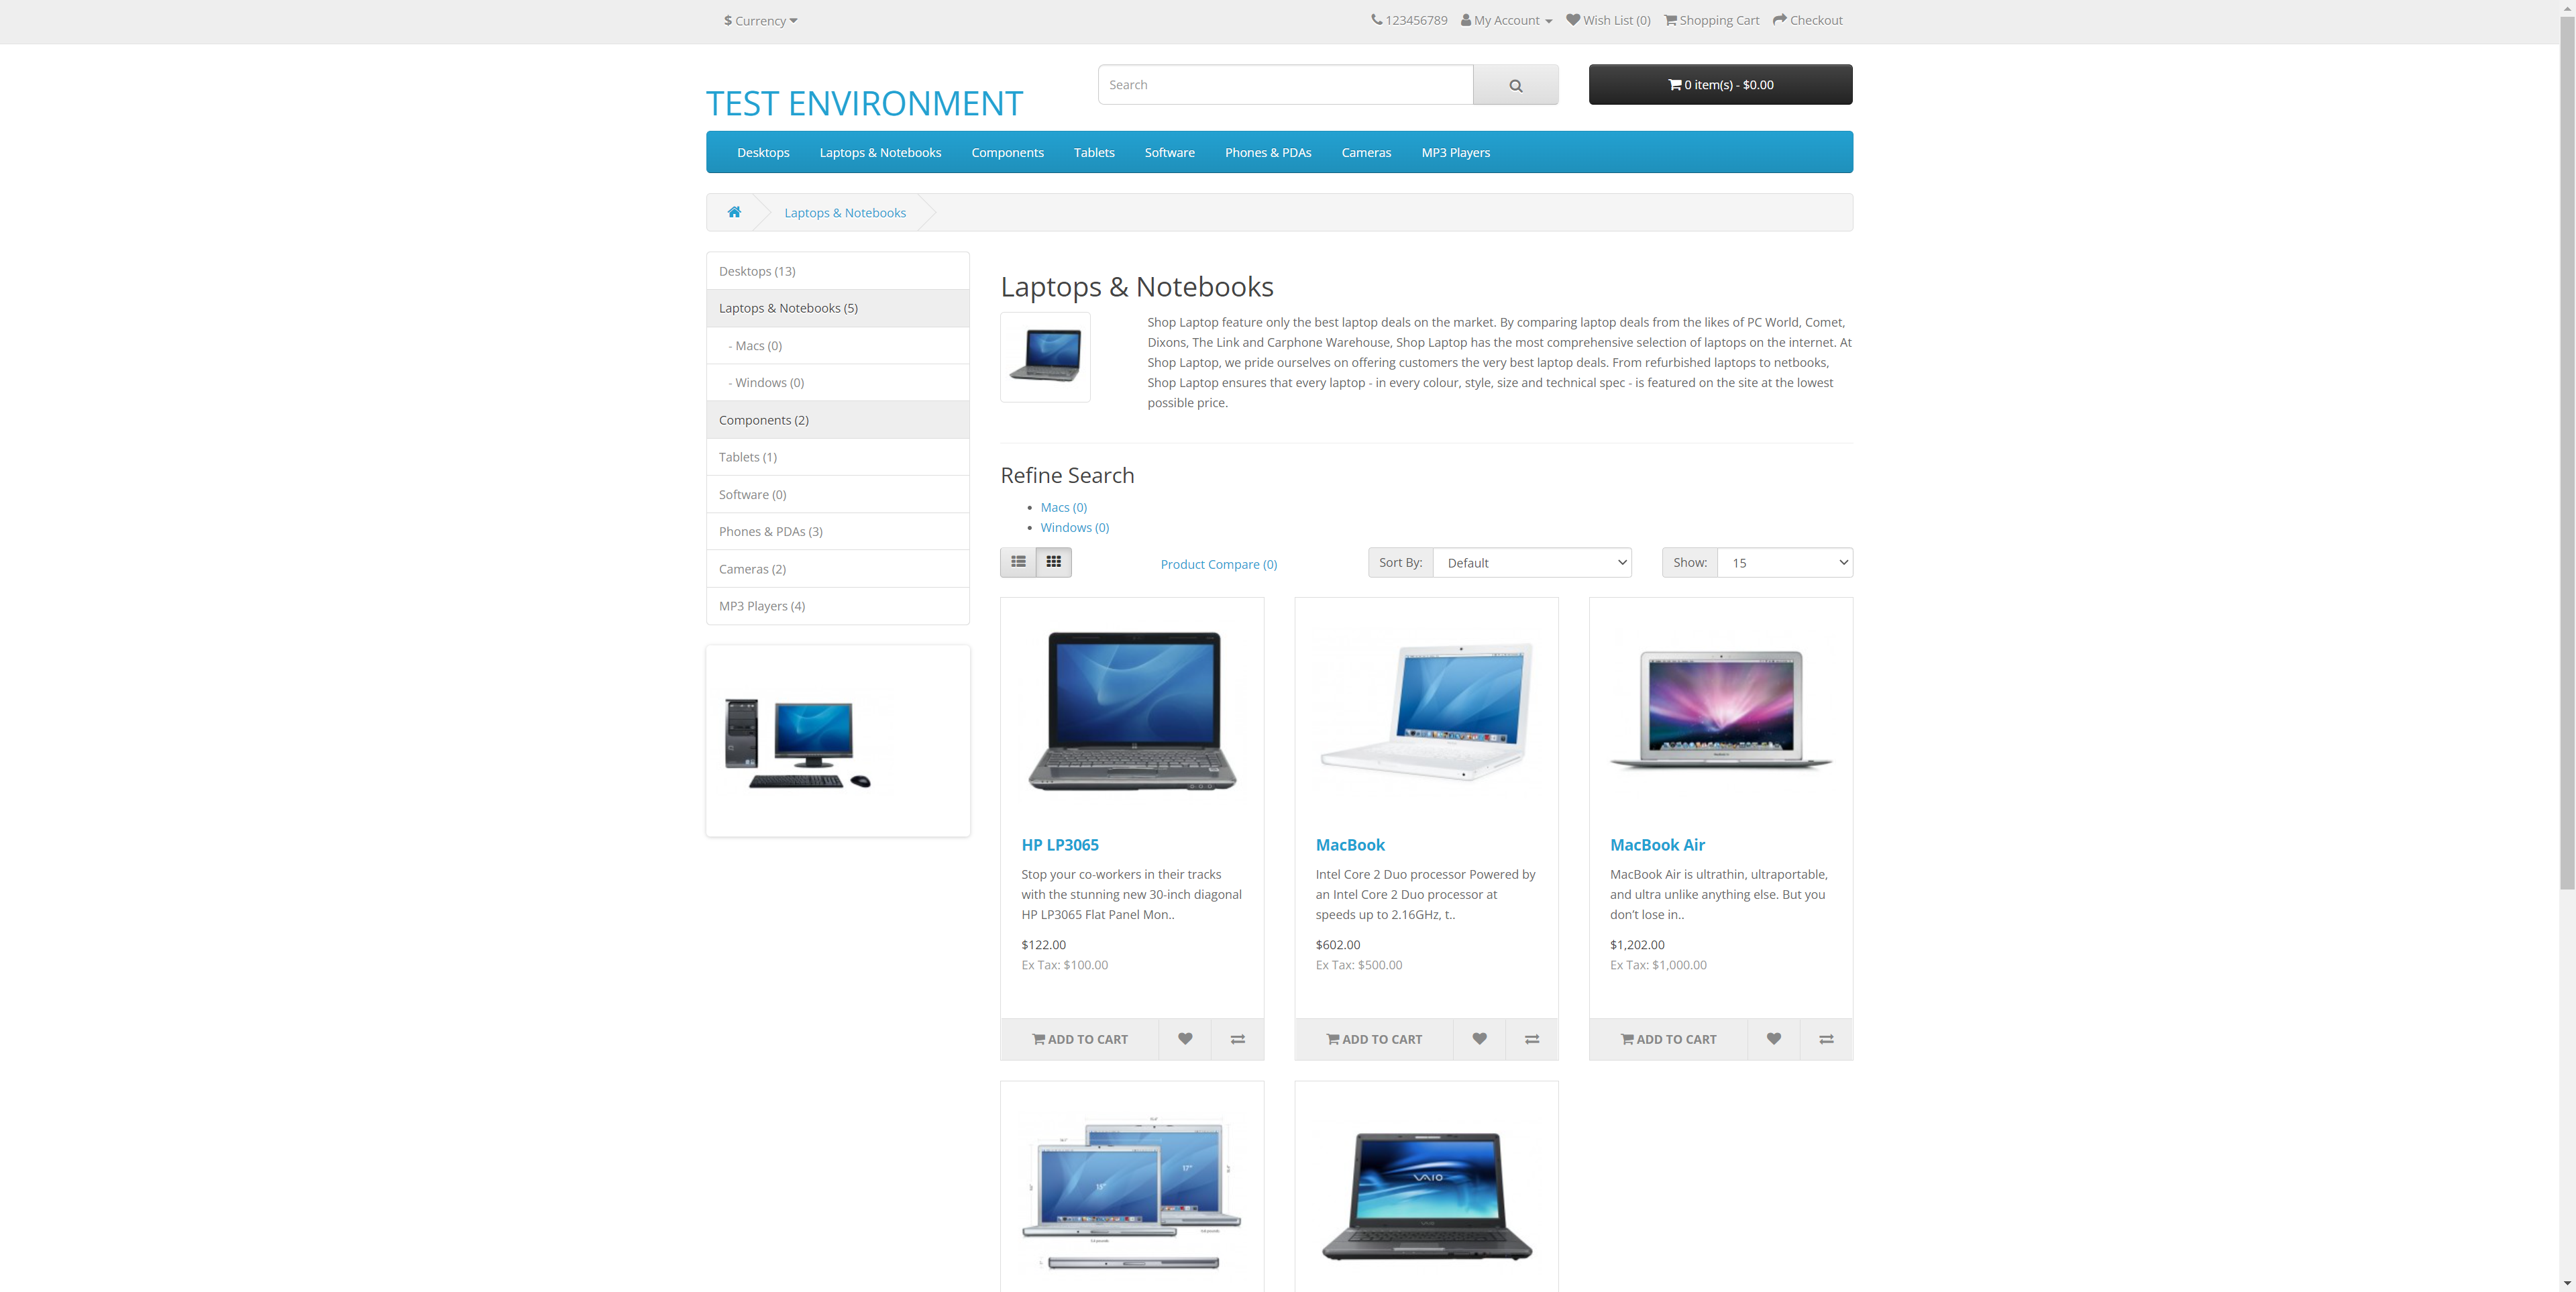 $ Currency
123456789 My Account Wish List (0) Shopping Cart Checkout
TEST ENVIRONMENT
Search
0 item(s) - $0.00
Desktops Laptops & Notebooks Components Tablets Software Phones & PDAs Cameras MP3 Players
Laptops & Notebooks
Desktops (13)
Laptops & Notebooks (5)
- Macs (0)
- Windows (0)
Components (2)
Tablets (1)
Software (0)
Phones & PDAs (3)
Cameras (2)
MP3 Players (4)
Laptops & Notebooks
Shop Laptop feature only the best laptop deals on the market. By comparing laptop deals from the likes of PC World, Comet,
Dixons, The Link and Carphone Warehouse, Shop Laptop has the most comprehensive selection of laptops on the internet. At
Shop Laptop, we pride ourselves on offering customers the very best laptop deals. From refurbished laptops to netbooks,
Shop Laptop ensures that every laptop - in every colour, style, size and technical spec - is featured on the site at the lowest
possible price.
Refine Search
Macs (0)
Windows (0)
Product Compare (0)
Sort By: Default
Show: 15
HP LP3065
Stop your co-workers in their tracks
with the stunning new 30-inch diagonal
HP LP3065 Flat Panel Mon..
$122.00
Ex Tax: $100.00
ADD TO CART
MacBook
Intel Core 2 Duo processor Powered by
an Intel Core 2 Duo processor at
speeds up to 2.16GHz, t..
$602.00
Ex Tax: $500.00
ADD TO CART
MacBook Air
MacBook Air is ultrathin, ultraportable,
and ultra unlike anything else. But you
don’t lose in..
$1,202.00
Ex Tax: $1,000.00
ADD TO CART
17"
15"
VAIO